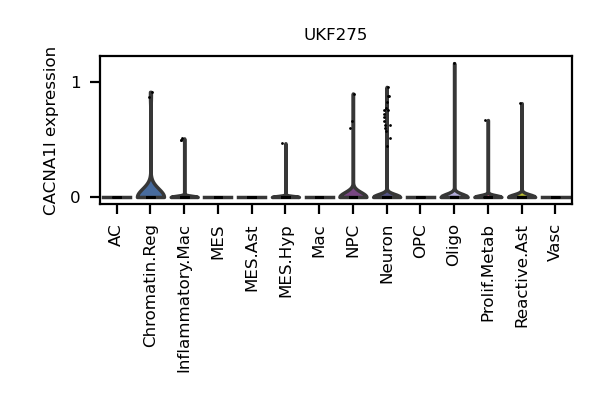 UKF275
CACNA1I expression
1
0
AC
Chromatin.Reg
Inflammatory.Mac
MES
MES.Ast
MES.Hyp
Mac
NPC
Neuron
OPC
Oligo
Prolif.Metab
Reactive.Ast
Vasc